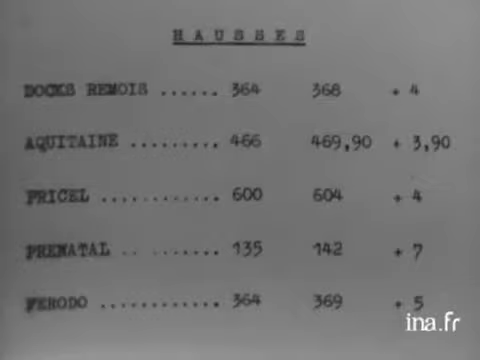 HAUSSES
DOCKS REMOIS ...... 364 368 + 4
AQUITAINE ......... 466 469,90 + 3,90
PRICEL ............ 600 604 + 4
PRENATAL .. ........ 135 142 + 7
FERODO ............ 364 369 + 5
ina.fr